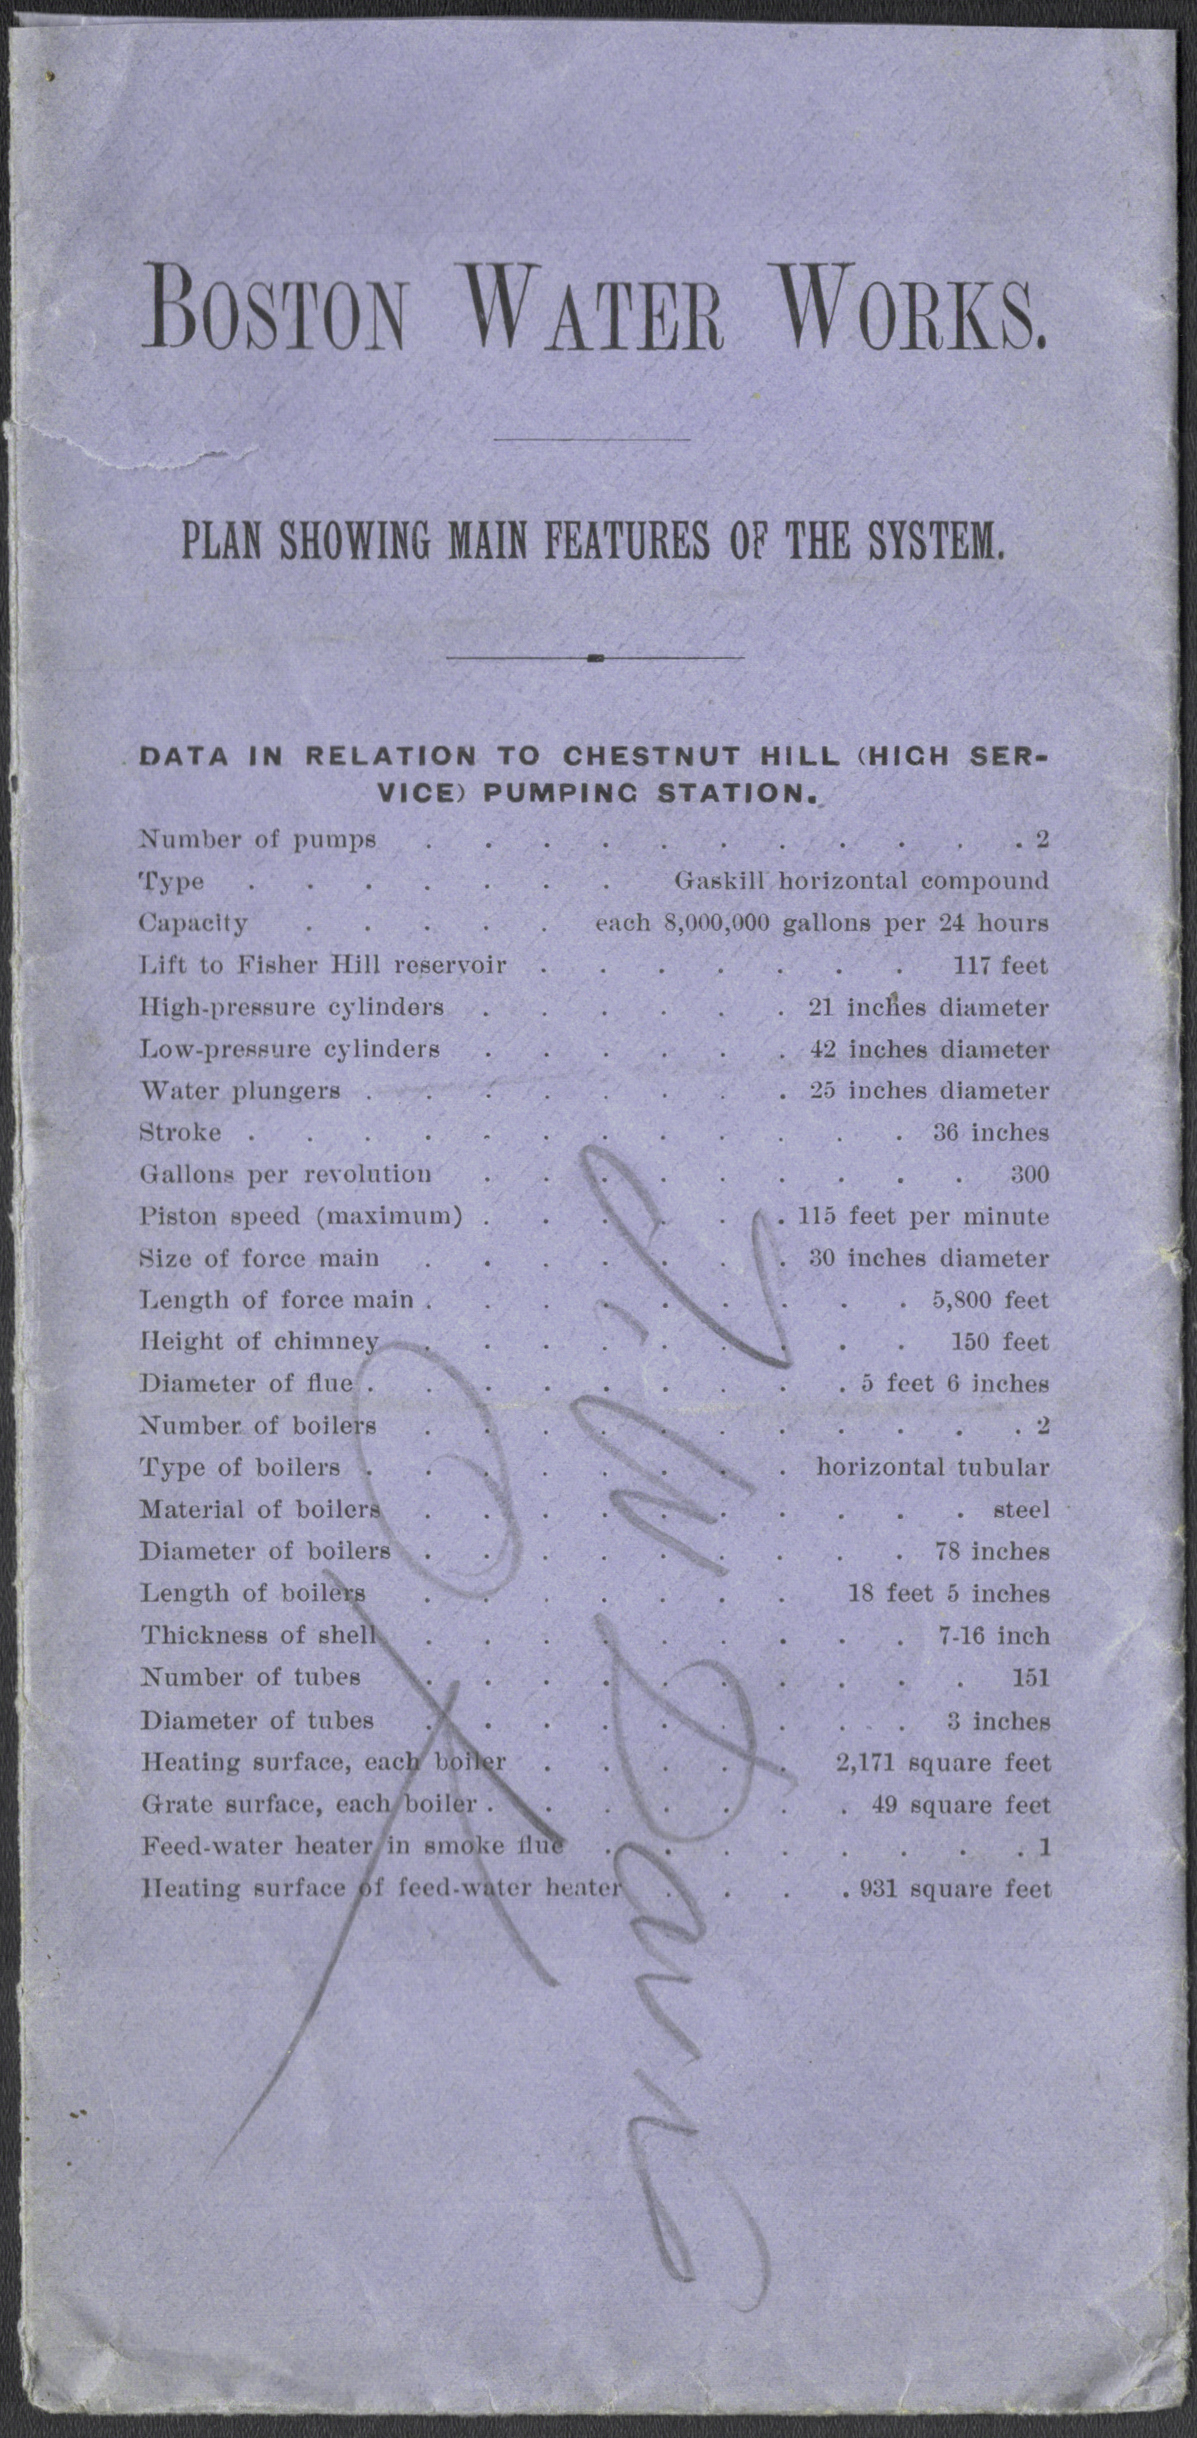 BOSTON WATER WORKS.
PLAN SHOWING MAIN FEATURES OF THE SYSTEM.
DATA IN RELATION TO CHESTNUT HILL (HIGH SER-
VICE) PUMPING STATION.
Number of pumps . . . . . . . . . . . 2
Type . . . . . . . Gaskill horizontal compound
Capacity . . . . . each 8,000,000 gallons per 24 hours
Lift to Fisher Hill reservoir . . . . . . . 117 feet
High-pressure cylinders . . . . . . 21 inches diameter
Low-pressure cylinders . . . . . . 42 inches diameter
Water plungers . . . . . . . . 25 inches diameter
Stroke . . . . . . . . . . . . 36 inches
Gallons per revolution . . . . . . . . . 300
Piston speed (maximum) . . . . . . 115 feet per minute
Size of force main . . . . . . . 30 inches diameter
Length of force main . . . . . . . . . 5,800 feet
Height of chimney . . . . . . . . . 150 feet
Diameter of flue . . . . . . . . . 5 feet 6 inches
Number of boilers . . . . . . . . . . . 2
Type of boilers . . . . . . . . horizontal tubular
Material of boilers . . . . . . . . . . steel
Diameter of boilers . . . . . . . . . 78 inches
Length of boilers . . . . . . . 18 feet 5 inches
Thickness of shell . . . . . . . . . 7-16 inch
Number of tubes . . . . . . . . . . 151
Diameter of tubes . . . . . . . . . 3 inches
Heating surface, each boiler . . . . . 2,171 square feet
Grate surface, each boiler . . . . . . . 49 square feet
Feed-water heater in smoke flue . . . . . . . . 1
Heating surface of feed-water heater . . . . 931 square feet